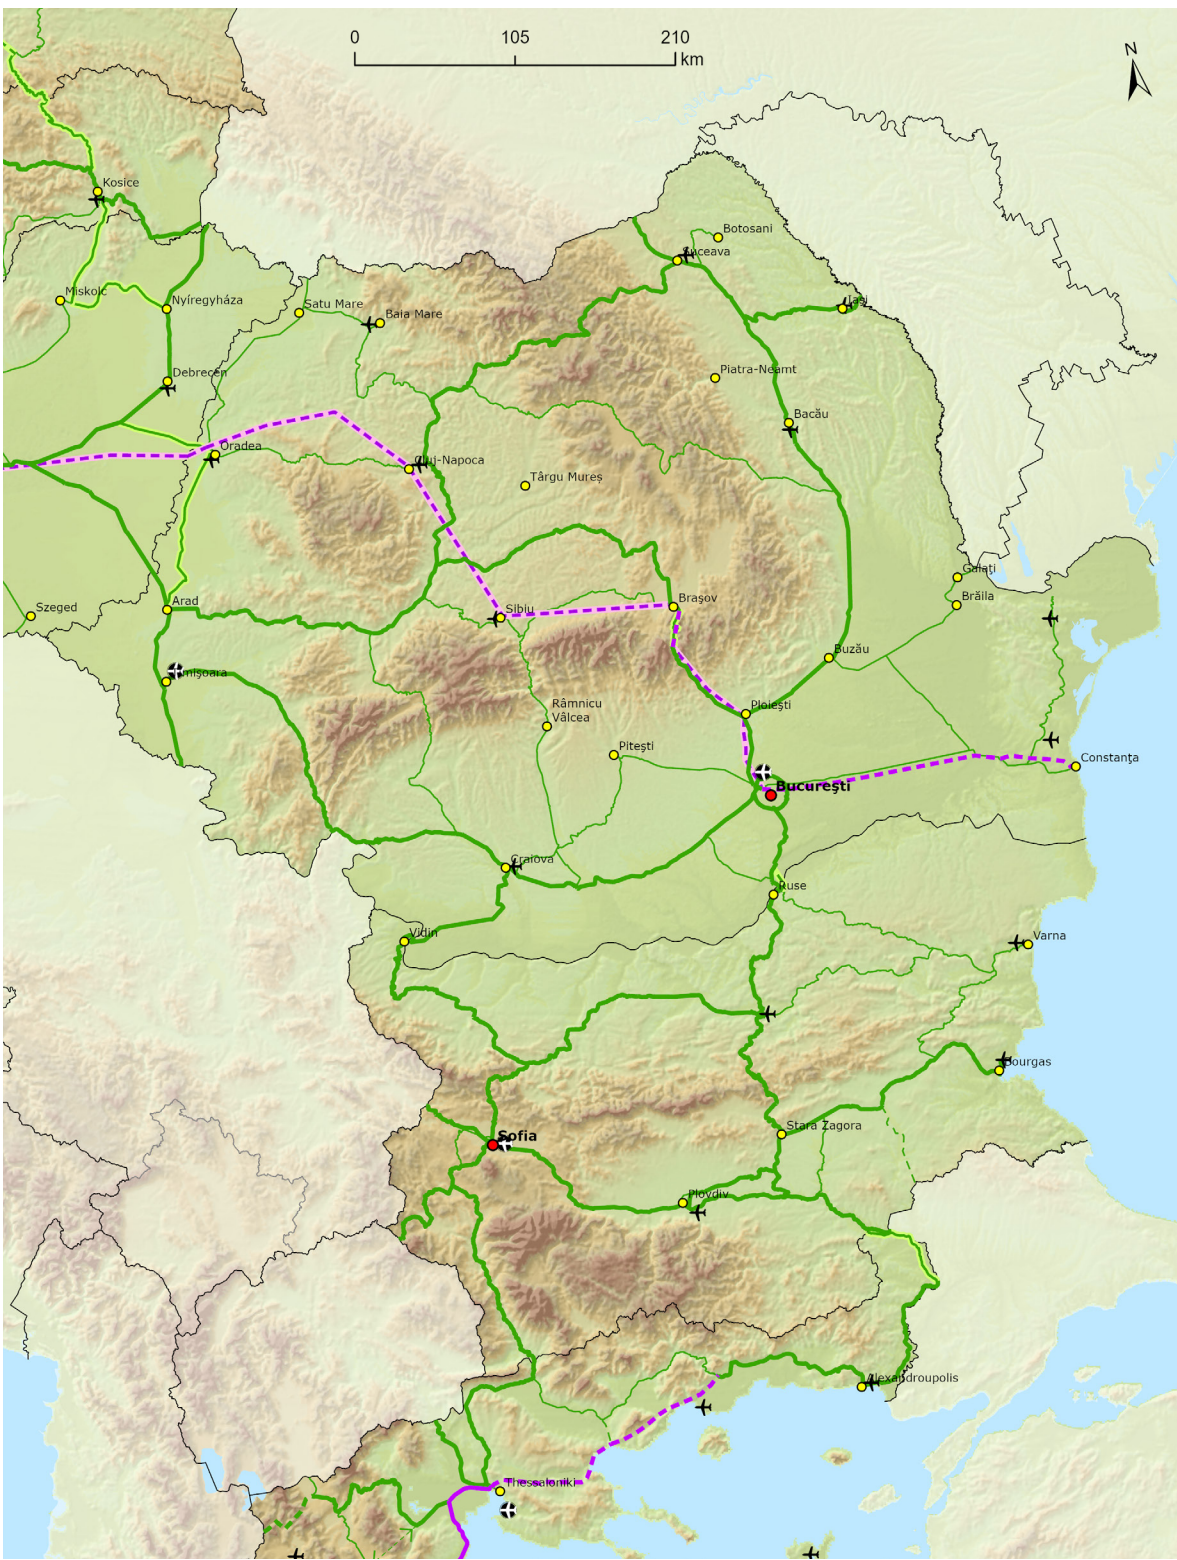 0 105 210
km
N
Kosice
Botosani
Suceava
Miskolc
Nyíregyháza
Satu Mare
Iaşi
Baia Mare
Debrecen
Piatra-Neamt
Bacău
Oradea
Cluj-Napoca
Târgu Mureş
Galaţi
Szeged
Arad
Sibiu
Braşov
Brăila
Timişoara
Buzău
Râmnicu
Vâlcea
Ploieşti
Piteşti
Constanţa
Bucureşti
Craiova
Ruse
Vidin
Varna
Bourgas
Stara Zagora
Sofia
Plovdiv
Alexandroupolis
Thessaloniki